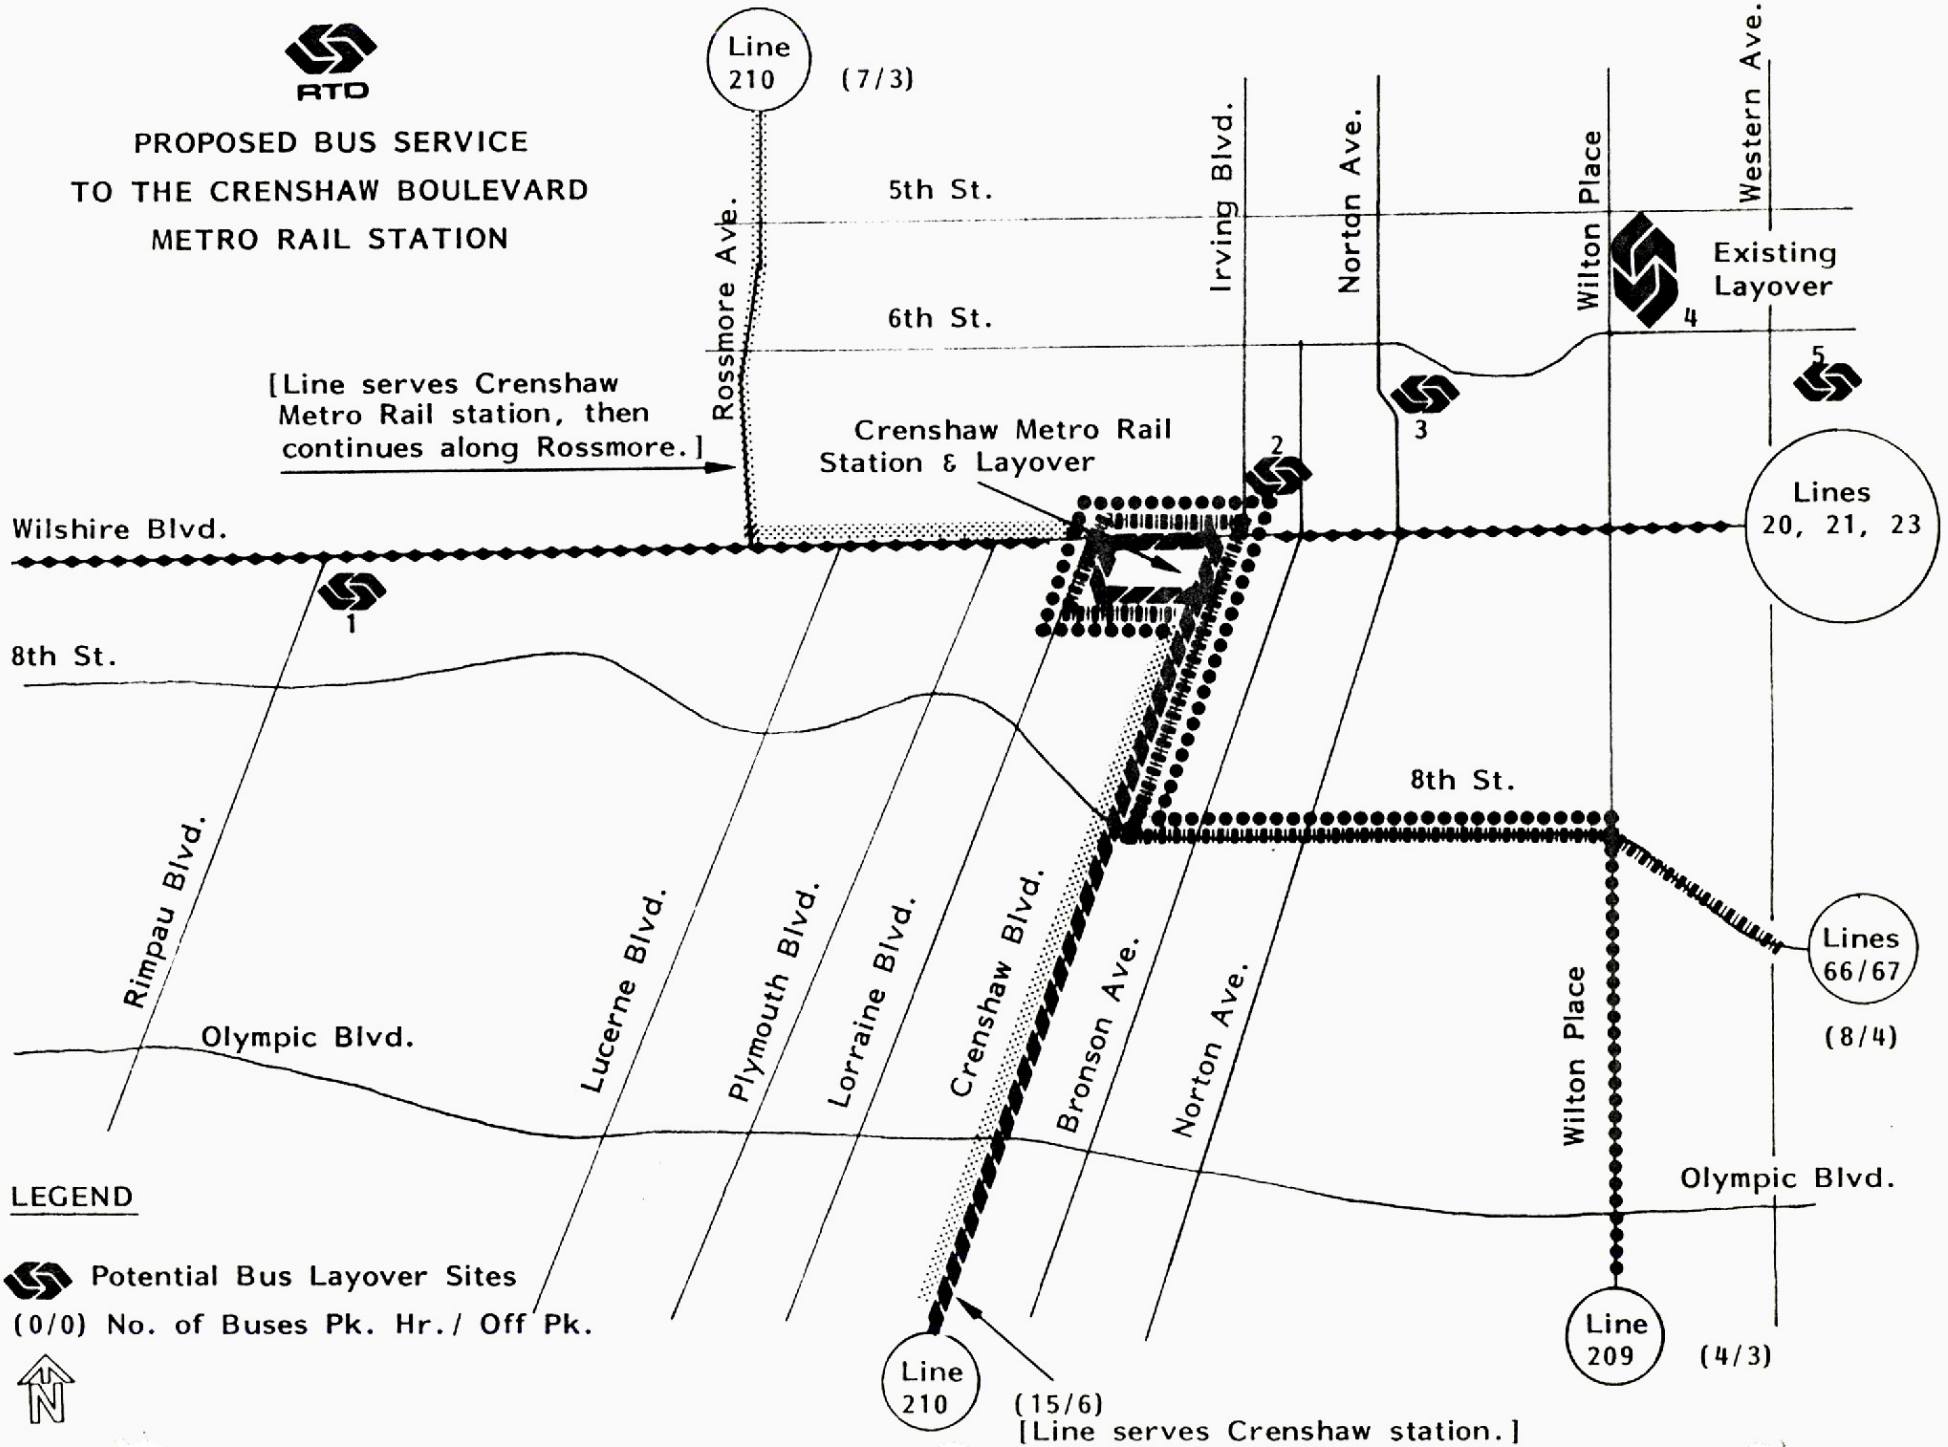 RTD
PROPOSED BUS SERVICE
TO THE CRENSHAW BOULEVARD
METRO RAIL STATION
Line
210
(7/3)
Rossmore Ave.
5th St.
6th St.
Irving Blvd.
Norton Ave.
Wilton Place
Western Ave.
Existing
Layover
4
5
3
2
[Line serves Crenshaw
Metro Rail station, then
continues along Rossmore.]
Crenshaw Metro Rail
Station & Layover
Wilshire Blvd.
Lines
20, 21, 23
1
8th St.
8th St.
Rimpau Blvd.
Lucerne Blvd.
Plymouth Blvd.
Lorraine Blvd.
Crenshaw Blvd.
Bronson Ave.
Norton Ave.
Wilton Place
Lines
66/67
(8/4)
Olympic Blvd.
Olympic Blvd.
LEGEND
Potential Bus Layover Sites
(0/0) No. of Buses Pk. Hr./ Off Pk.
N
Line
210
(15/6)
[Line serves Crenshaw station.]
Line
209
(4/3)